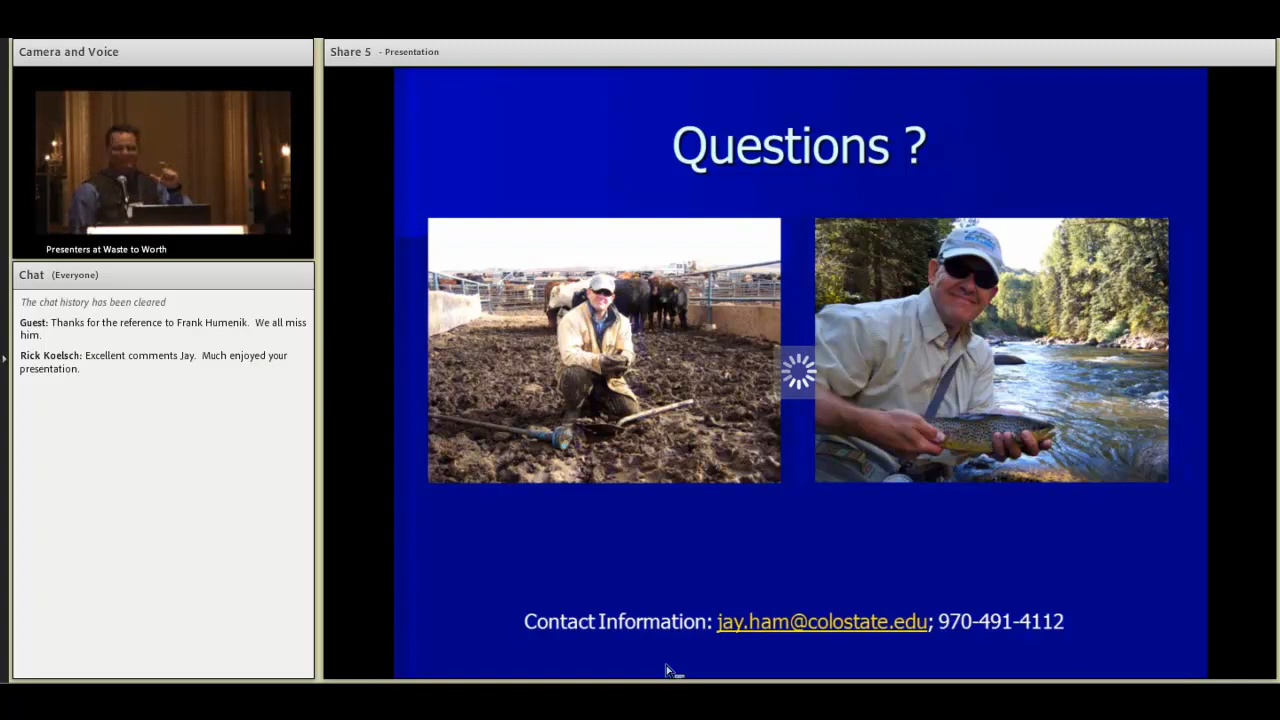 Camera and Voice
Presenters at Waste to Worth
Chat (Everyone)
The chat history has been cleared
Guest: Thanks for the reference to Frank Humenik. We all miss
him.
Rick Koelsch: Excellent comments Jay. Much enjoyed your
presentation.
Share 5 - Presentation
Questions ?
Contact Information: jay.ham@colostate.edu; 970-491-4112